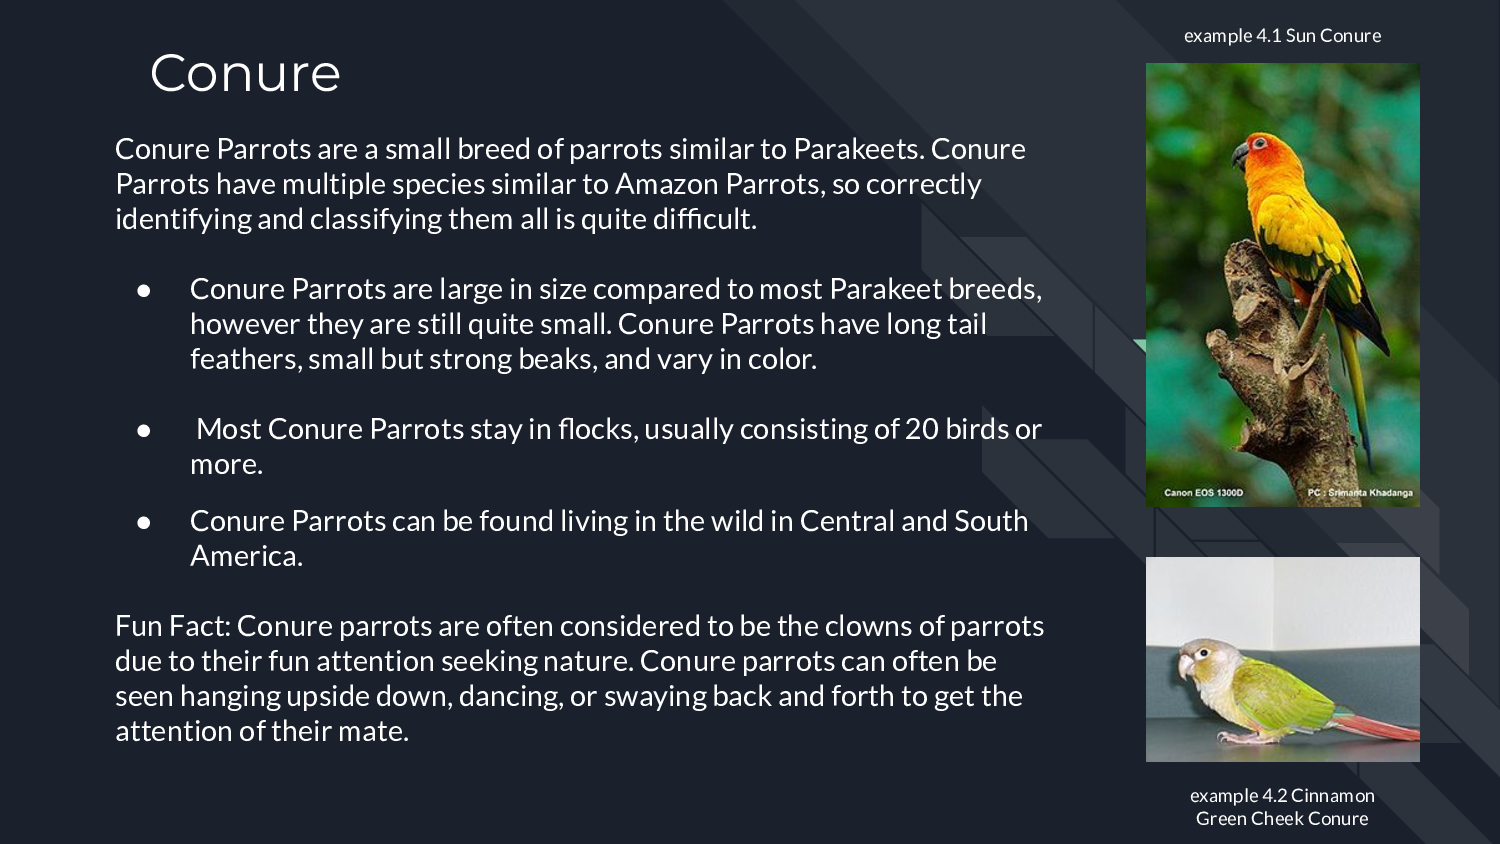 Conure
Conure Parrots are a small breed of parrots similar to Parakeets. Conure
Parrots have multiple species similar to Amazon Parrots, so correctly
identifying and classifying them all is quite difficult.
● Conure Parrots are large in size compared to most Parakeet breeds,
however they are still quite small. Conure Parrots have long tail
feathers, small but strong beaks, and vary in color.
● Most Conure Parrots stay in flocks, usually consisting of 20 birds or
more.
● Conure Parrots can be found living in the wild in Central and South
America.
Fun Fact: Conure parrots are often considered to be the clowns of parrots
due to their fun attention seeking nature. Conure parrots can often be
seen hanging upside down, dancing, or swaying back and forth to get the
attention of their mate.
example 4.1 Sun Conure
Canon EOS 1300D
PC : Srimanta Khadanga
example 4.2 Cinnamon
Green Cheek Conure